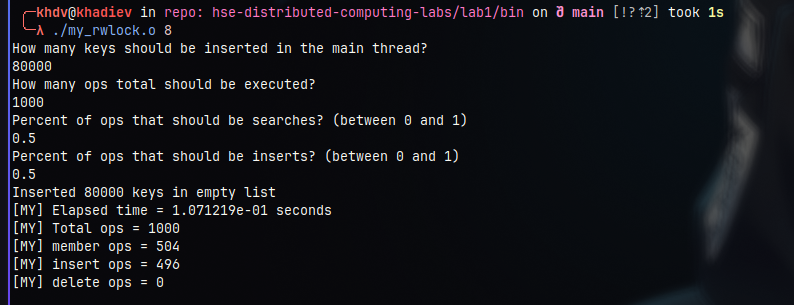 khdv@khadiev in repo: hse-distributed-computing-labs/lab1/bin on main [!?⇡2] took 1s
λ ./my_rwlock.o 8
How many keys should be inserted in the main thread?
80000
How many ops total should be executed?
1000
Percent of ops that should be searches? (between 0 and 1)
0.5
Percent of ops that should be inserts? (between 0 and 1)
0.5
Inserted 80000 keys in empty list
[MY] Elapsed time = 1.071219e-01 seconds
[MY] Total ops = 1000
[MY] member ops = 504
[MY] insert ops = 496
[MY] delete ops = 0